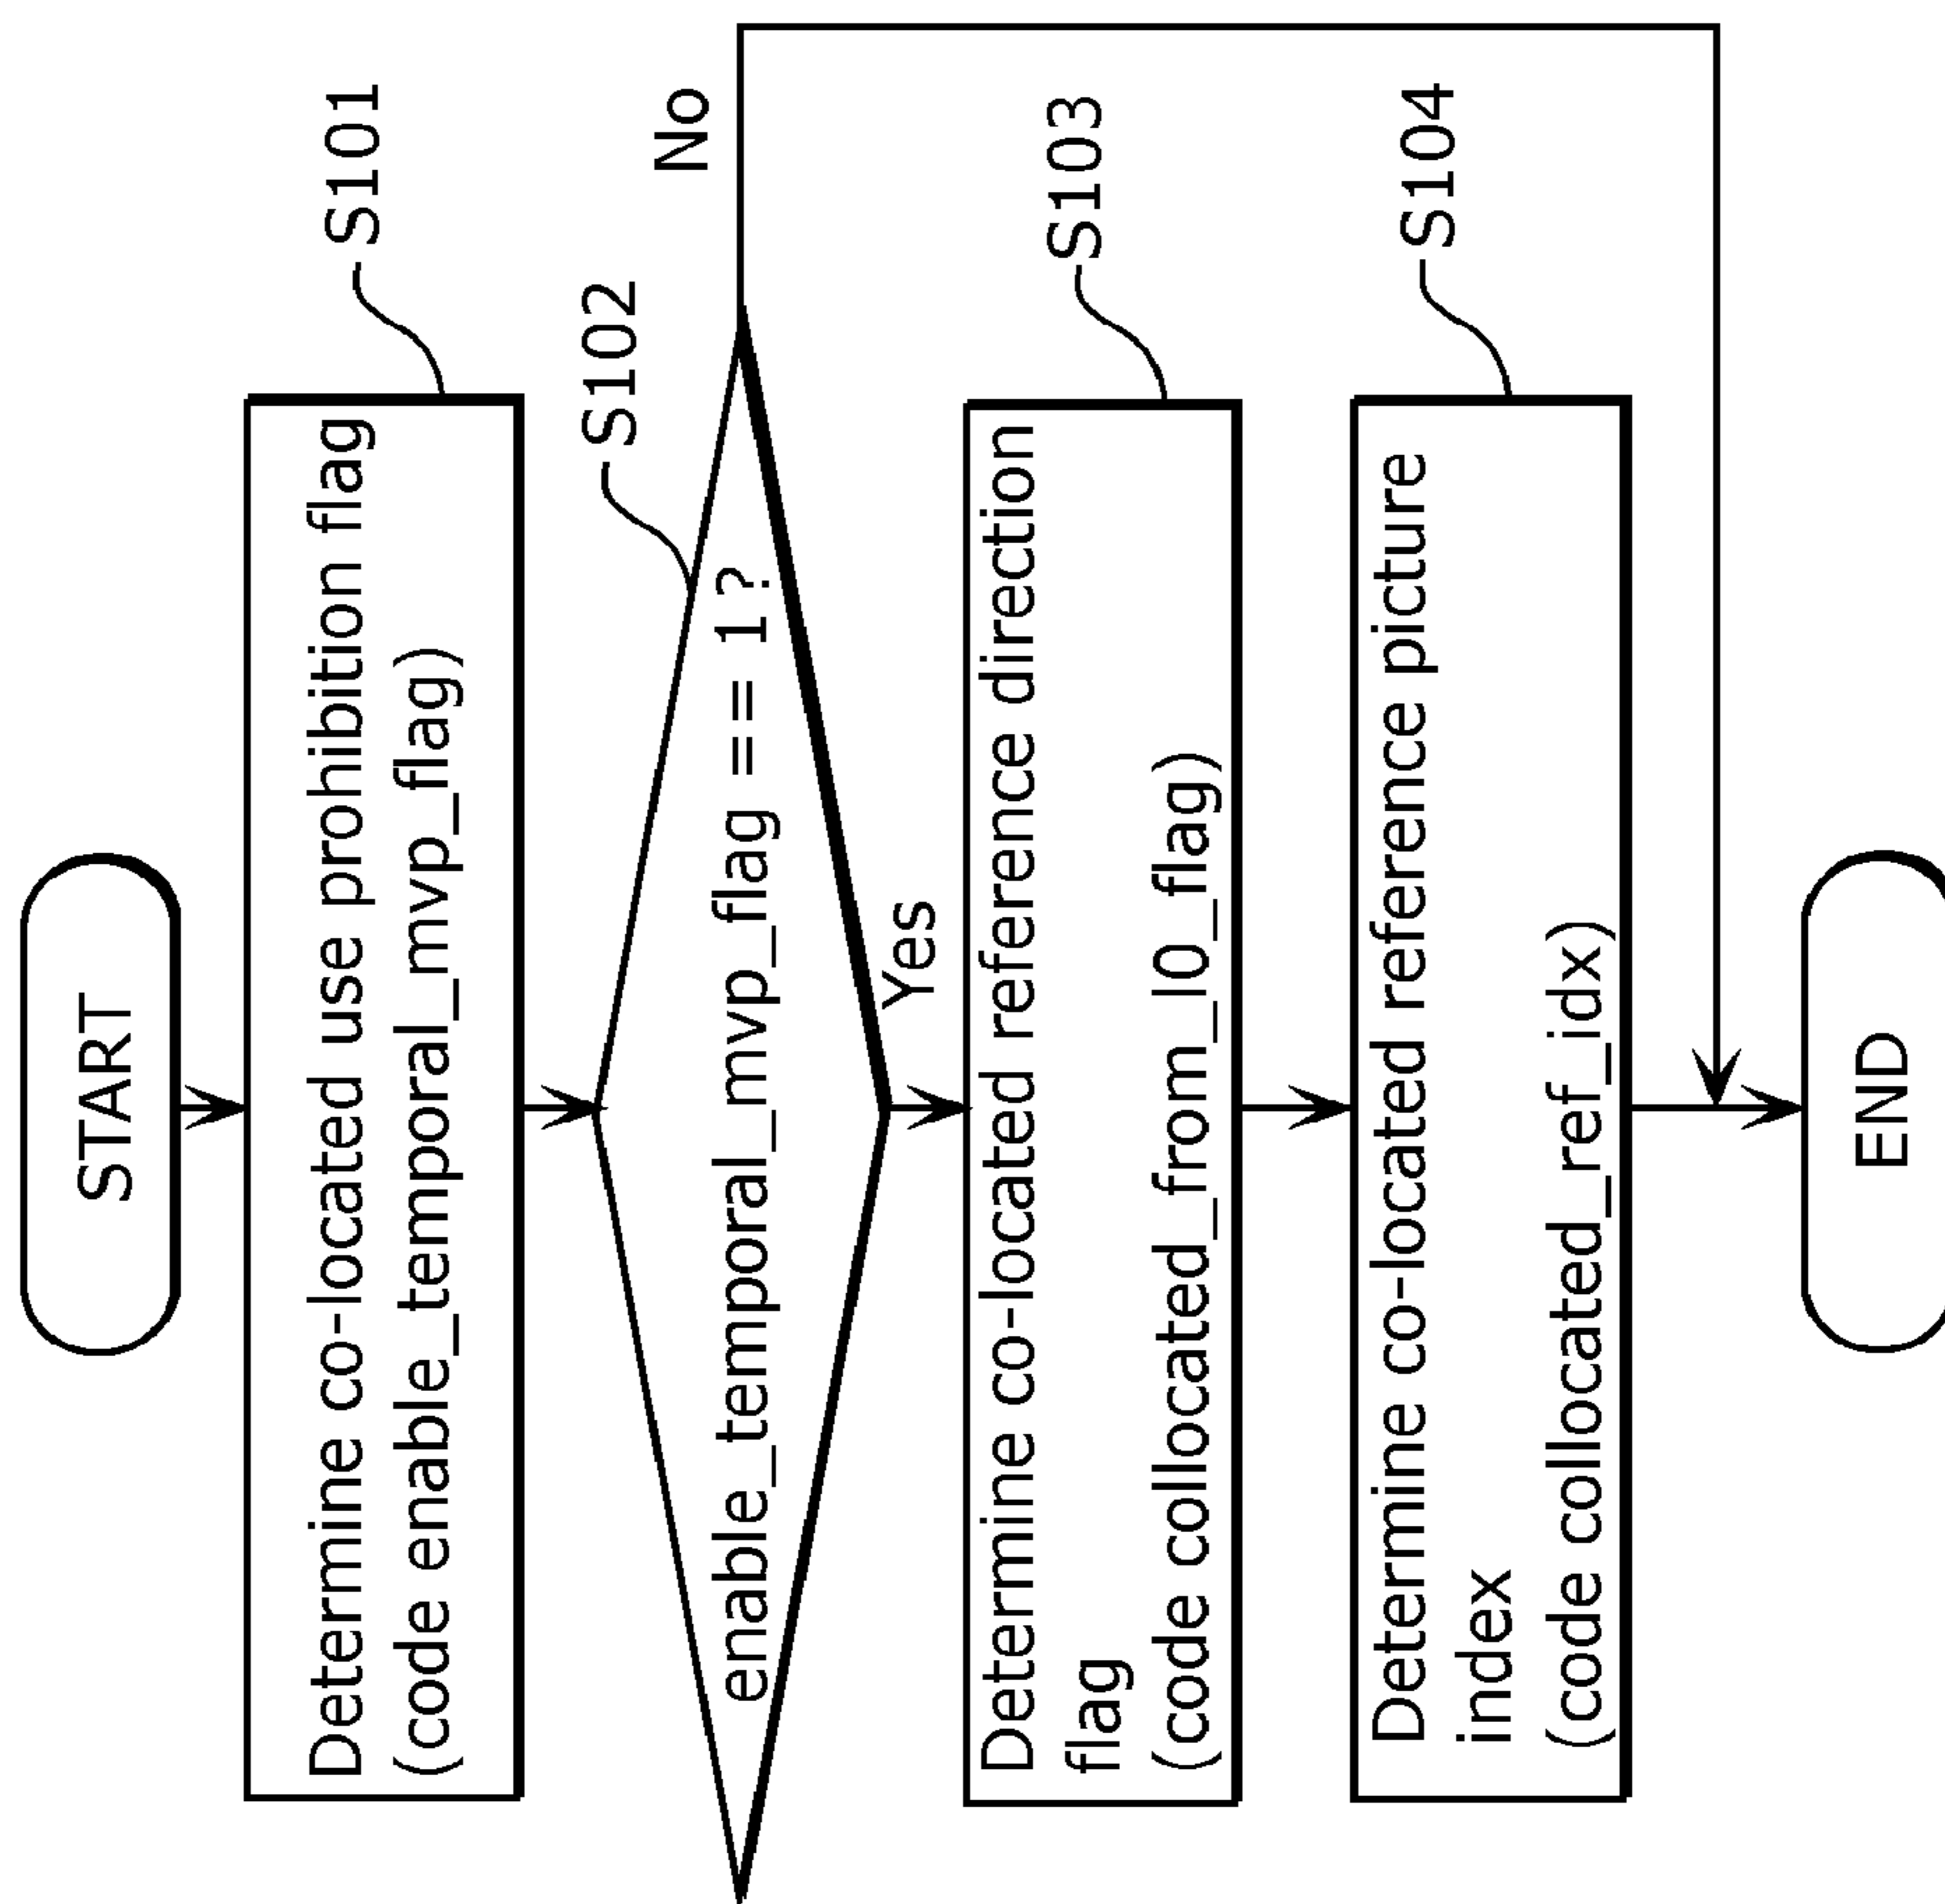 START
S101
Determine co-located use prohibition flag
(code enable_temporal_mvp_flag)
S102
enable_temporal_mvp_flag == 1?
No
Yes
S103
Determine co-located reference direction
flag
(code collocated_from_l0_flag)
S104
Determine co-located reference picture
index
(code collocated_ref_idx)
END